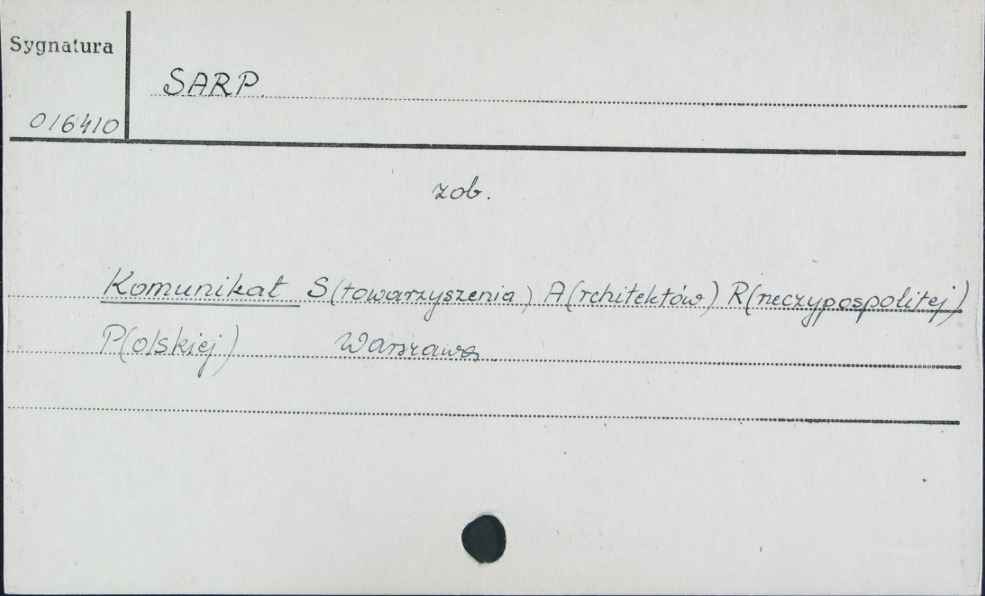 Sygnatura
SARP.
016410
zob.
Komunikat S(towarzyszenia) A(rchitektów) R(zeczypospolitej)
P(olskiej) Warszawa.